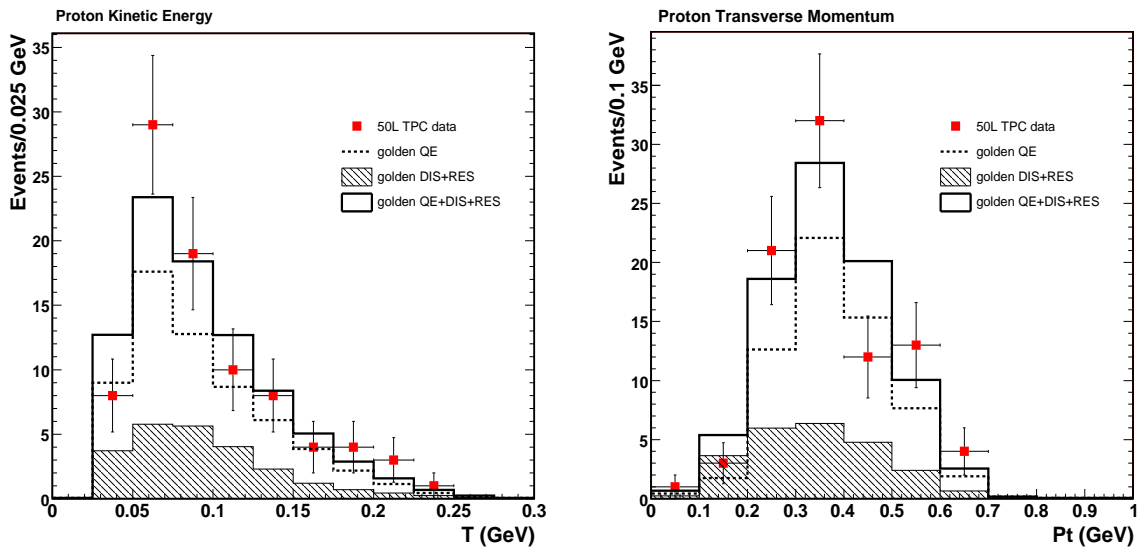 Proton Kinetic Energy
Events/0.025 GeV
35
30
25
20
15
10
5
0
0 0.05 0.1 0.15 0.2 0.25 0.3
T (GeV)
50L TPC data
golden QE
golden DIS+RES
golden QE+DIS+RES
Proton Transverse Momentum
Events/0.1 GeV
35
30
25
20
15
10
5
0
0 0.1 0.2 0.3 0.4 0.5 0.6 0.7 0.8 0.9 1
Pt (GeV)
50L TPC data
golden QE
golden DIS+RES
golden QE+DIS+RES